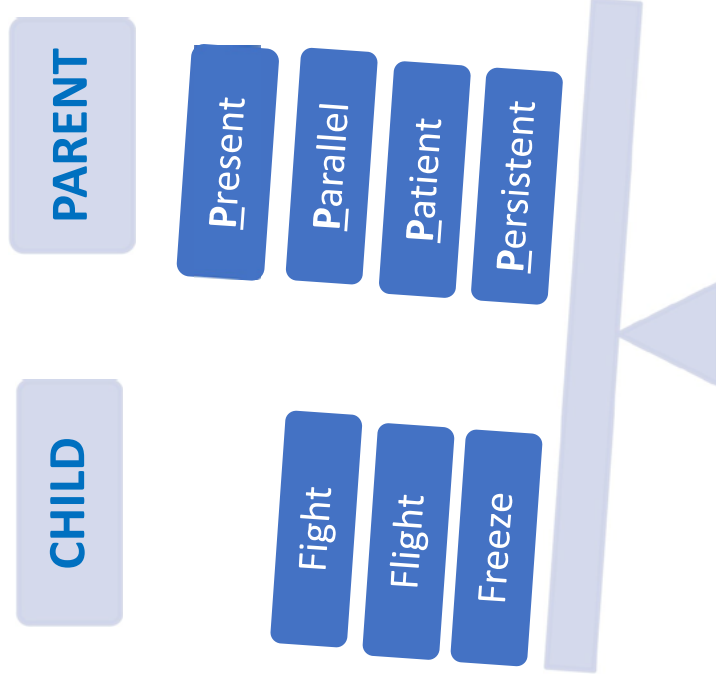 CHILD
Fight
Flight
Freeze
PARENT
Present
Parallel
Patient
Persistent